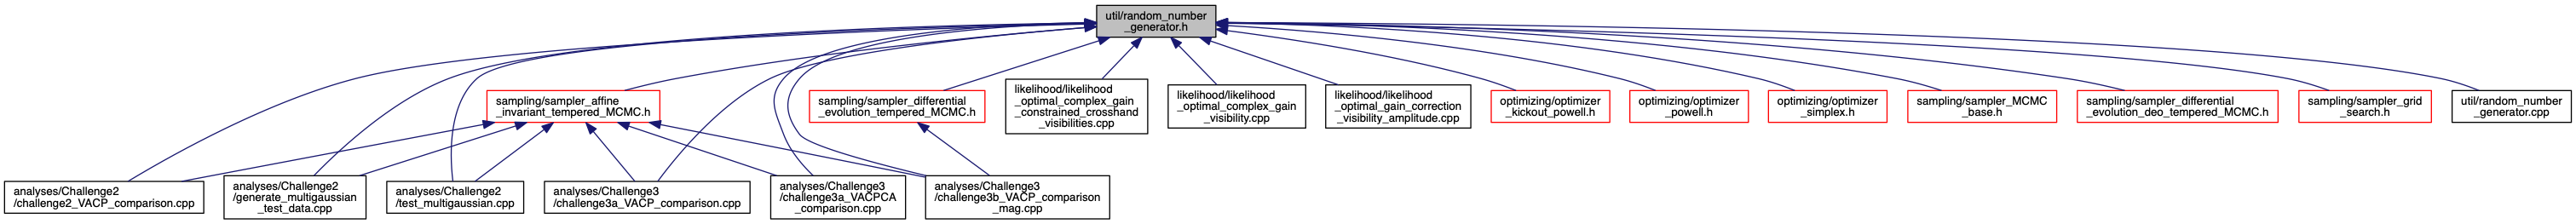 util/random_number
_generator.h
sampling/sampler_affine
_invariant_tempered_MCMC.h
sampling/sampler_differential
_evolution_tempered_MCMC.h
likelihood/likelihood
_optimal_complex_gain
_constrained_crosshand
_visibilities.cpp
likelihood/likelihood
_optimal_complex_gain
_visibility.cpp
likelihood/likelihood
_optimal_gain_correction
_visibility_amplitude.cpp
optimizing/optimizer
_kickout_powell.h
optimizing/optimizer
_powell.h
optimizing/optimizer
_simplex.h
sampling/sampler_MCMC
_base.h
sampling/sampler_differential
_evolution_deo_tempered_MCMC.h
sampling/sampler_grid
_search.h
util/random_number
_generator.cpp
analyses/Challenge2
/challenge2_VACP_comparison.cpp
analyses/Challenge2
/generate_multigaussian
_test_data.cpp
analyses/Challenge2
/test_multigaussian.cpp
analyses/Challenge3
/challenge3a_VACP_comparison.cpp
analyses/Challenge3
/challenge3a_VACPCA
_comparison.cpp
analyses/Challenge3
/challenge3b_VACP_comparison
_mag.cpp